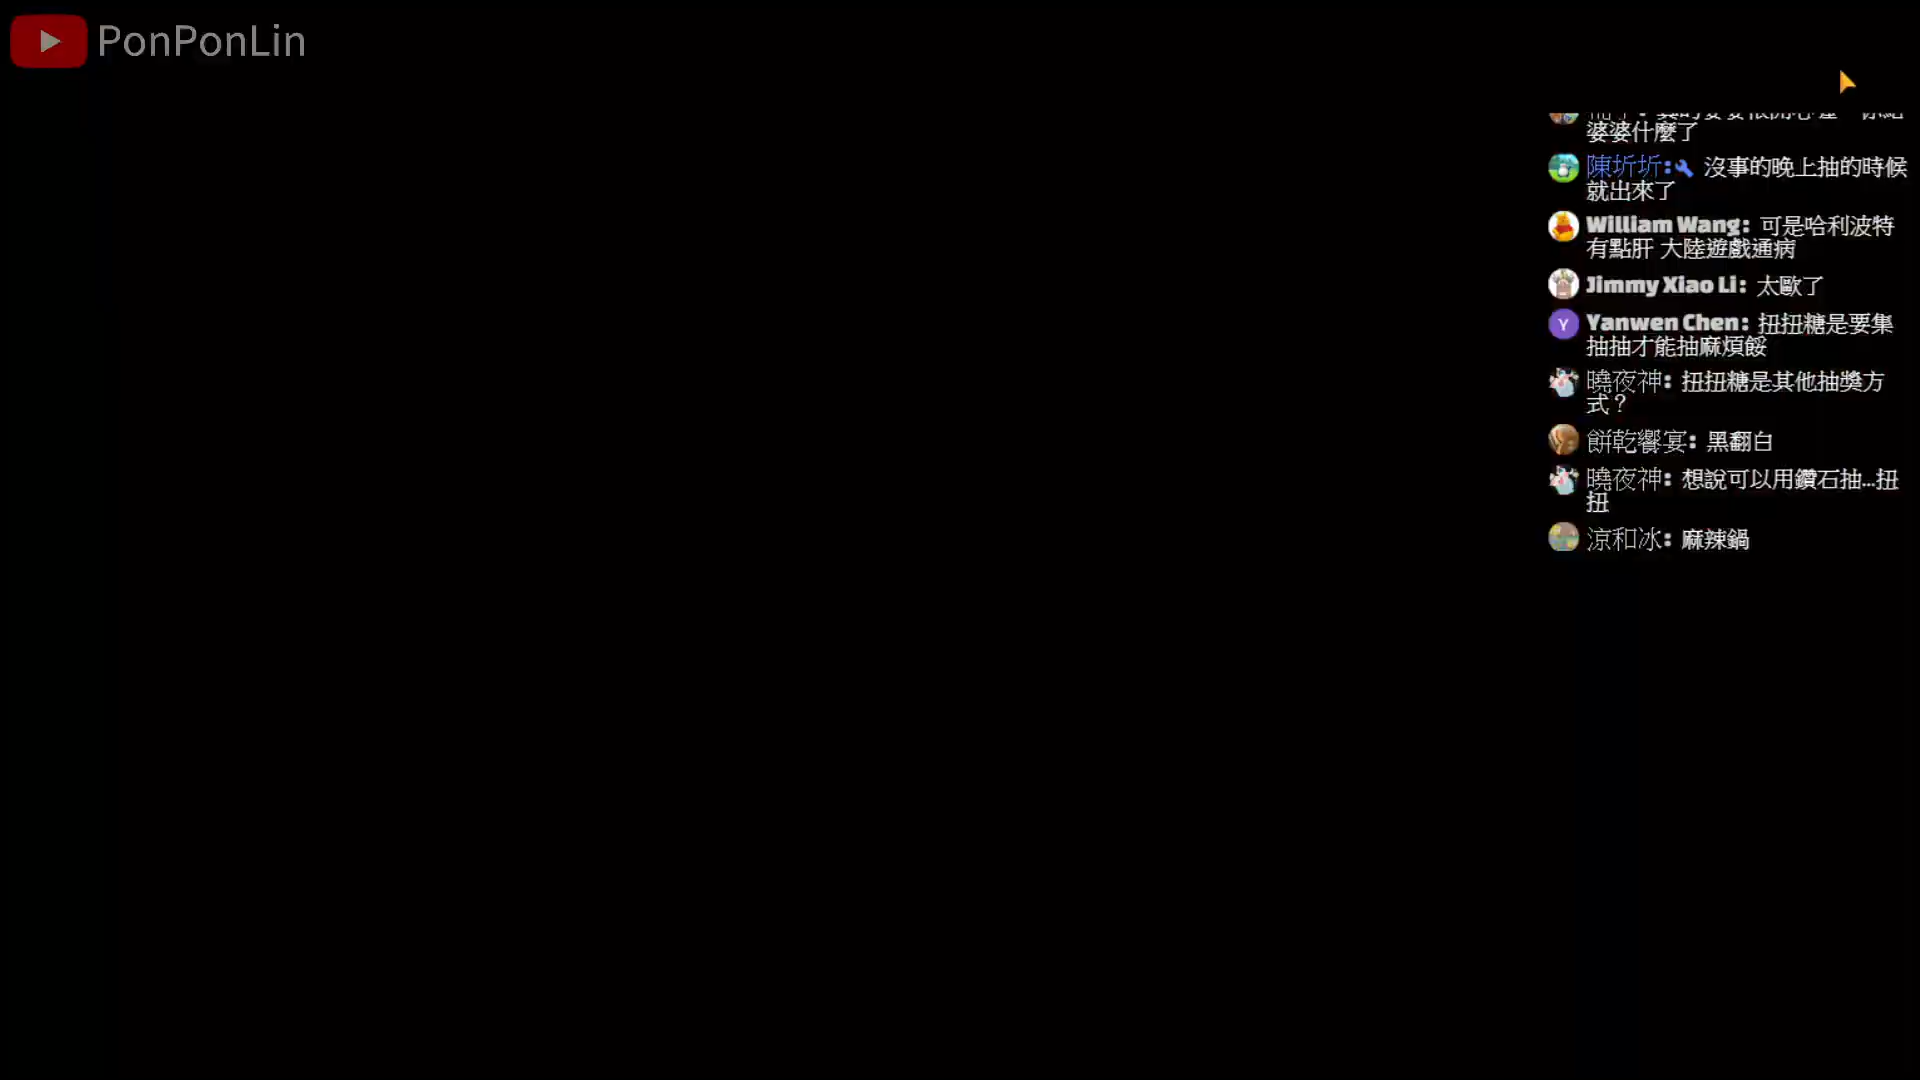 PonPonLin
婆婆什麼了
陳圻圻: 沒事的晚上抽的時候
就出來了
William Wang: 可是哈利波特
有點肝 大陸遊戲通病
Jimmy Xiao Li: 太歐了
Y Yanwen Chen: 扭扭糖是要集
抽抽才能抽麻煩餒
曉夜神: 扭扭糖是其他抽獎方
式?
餅乾饗宴: 黑翻白
曉夜神: 想說可以用鑽石抽...扭
扭
涼和冰: 麻辣鍋